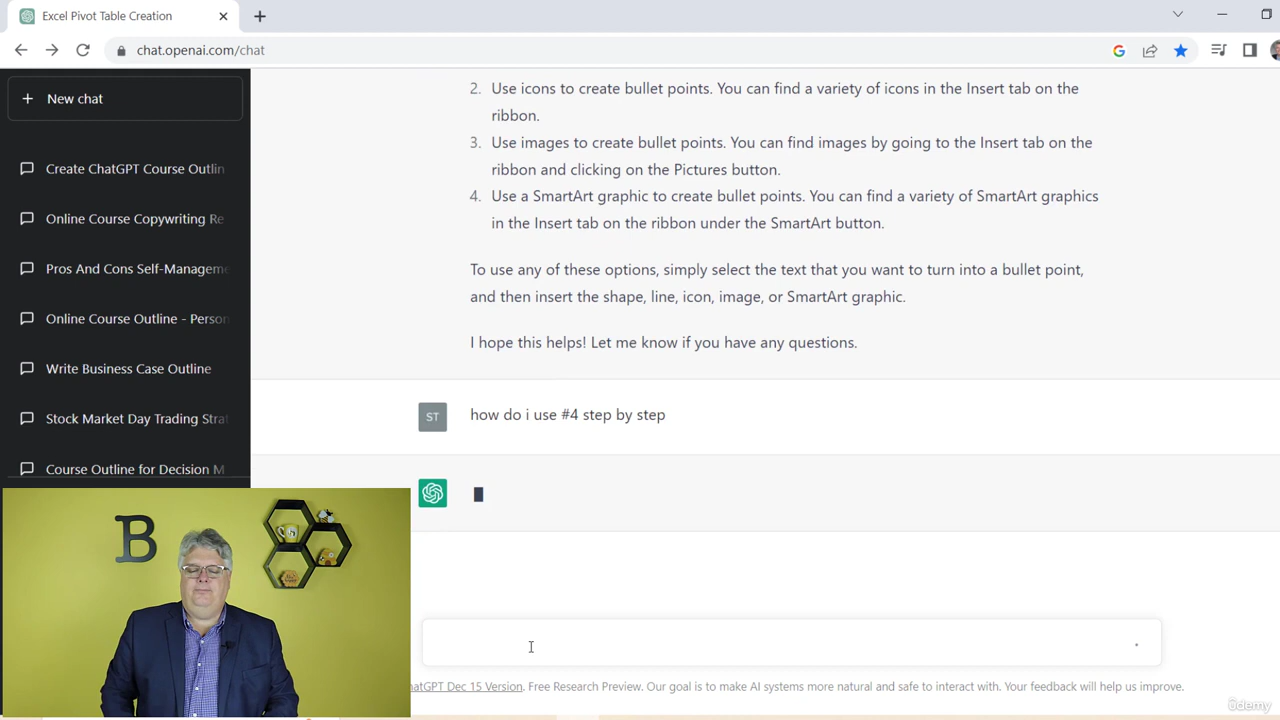 Excel Pivot Table Creation
chat.openai.com/chat
New chat
Create ChatGPT Course Outlin
Online Course Copywriting Re
Pros And Cons Self-Manageme
Online Course Outline - Person
Write Business Case Outline
Stock Market Day Trading Strat
Course Outline for Decision M
2. Use icons to create bullet points. You can find a variety of icons in the Insert tab on the
ribbon.
3. Use images to create bullet points. You can find images by going to the Insert tab on the
ribbon and clicking on the Pictures button.
4. Use a SmartArt graphic to create bullet points. You can find a variety of SmartArt graphics
in the Insert tab on the ribbon under the SmartArt button.
To use any of these options, simply select the text that you want to turn into a bullet point,
and then insert the shape, line, icon, image, or SmartArt graphic.
I hope this helps! Let me know if you have any questions.
ST
how do i use #4 step by step
B
hatGPT Dec 15 Version. Free Research Preview. Our goal is to make AI systems more natural and safe to interact with. Your feedback will help us improve.
ûdemy